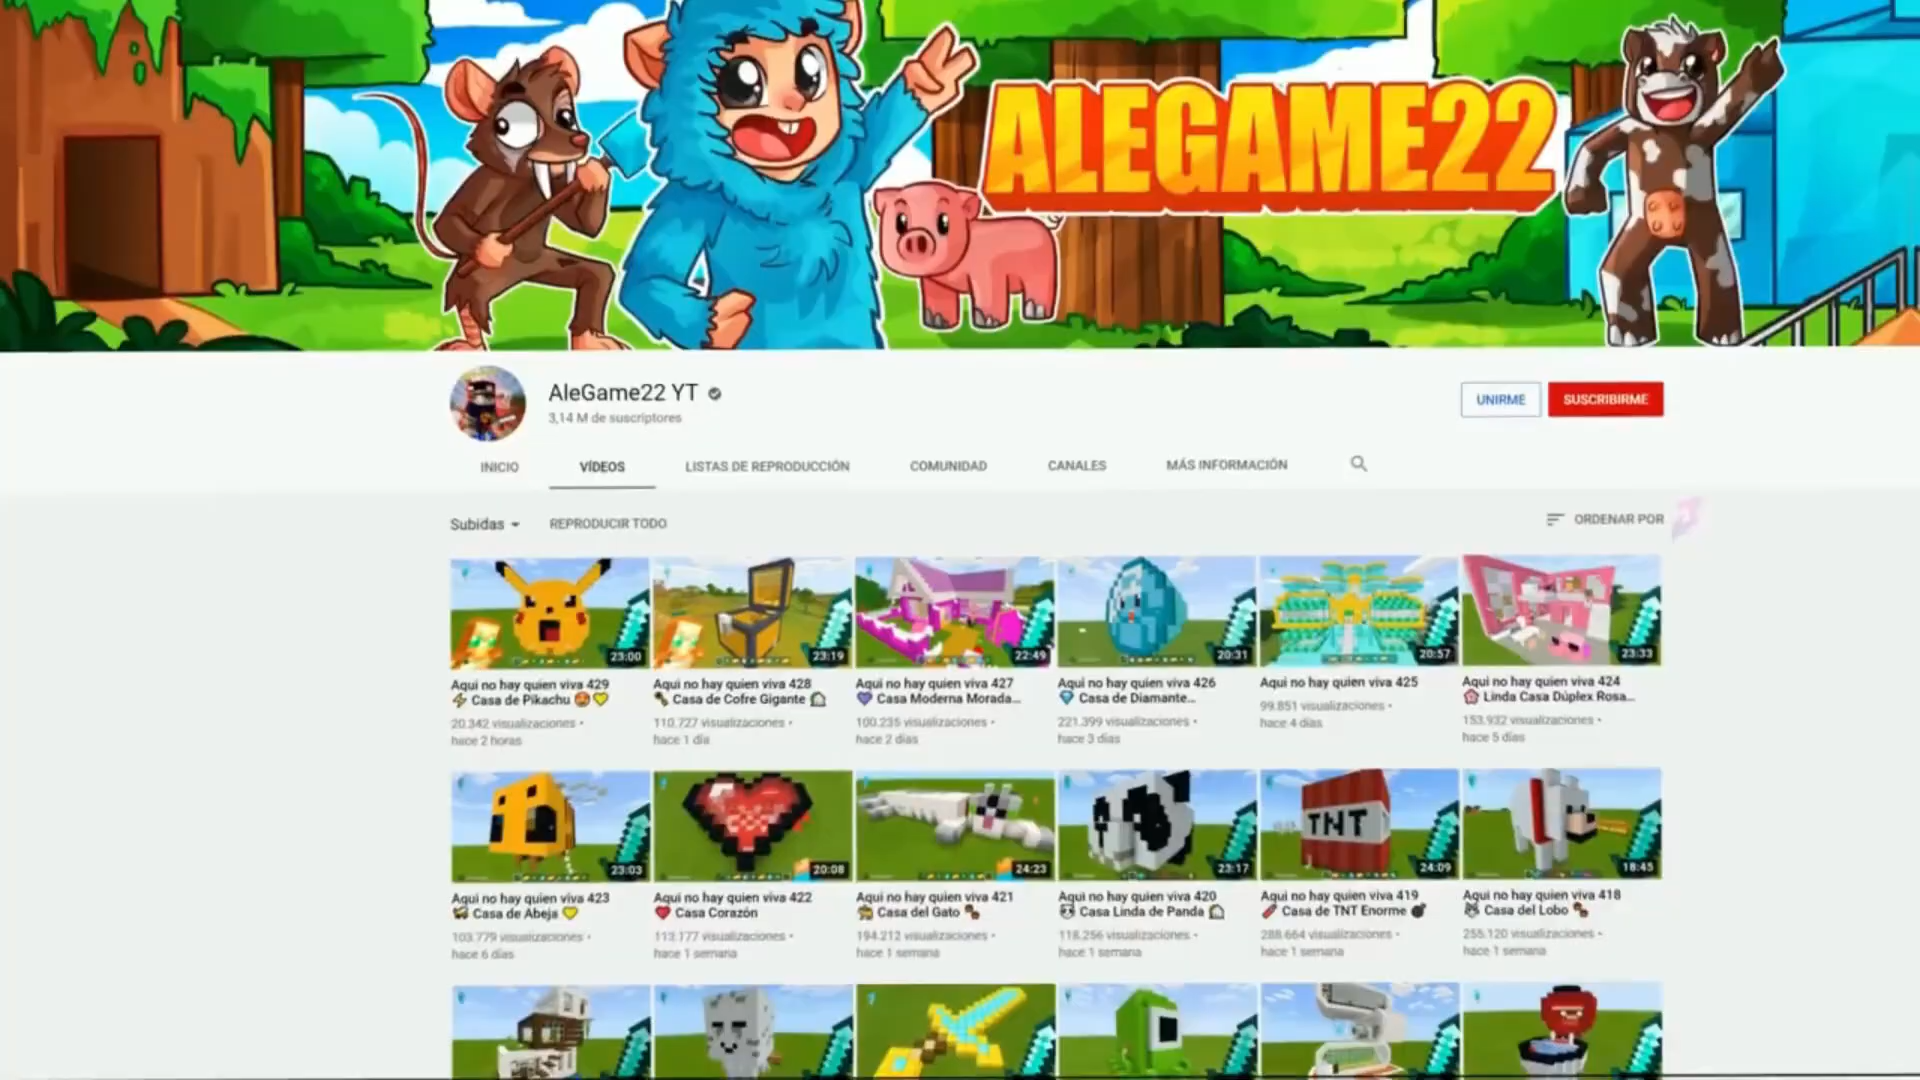 ALEGAME22
AleGame22 YT
3,14 M de suscriptores
UNIRME
SUSCRIBIRME
INICIO
VÍDEOS
LISTAS DE REPRODUCCIÓN
COMUNIDAD
CANALES
MÁS INFORMACIÓN
Subidas
REPRODUCIR TODO
ORDENAR POR
23:00
23:19
22:49
20:31
20:57
23:33
Aqui no hay quien viva 429
Casa de Pikachu
20.342 visualizaciones •
hace 2 horas
Aqui no hay quien viva 428
Casa de Cofre Gigante
110.727 visualizaciones •
hace 1 día
Aqui no hay quien viva 427
Casa Moderna Morada...
100.235 visualizaciones •
hace 2 días
Aqui no hay quien viva 426
Casa de Diamante...
221.399 visualizaciones •
hace 3 días
Aqui no hay quien viva 425
99.851 visualizaciones •
hace 4 días
Aqui no hay quien viva 424
Linda Casa Dúplex Rosa...
153.932 visualizaciones •
hace 5 días
23:03
20:08
24:23
23:17
TNT
24:09
18:45
Aqui no hay quien viva 423
Casa de Abeja
103.779 visualizaciones •
hace 6 días
Aqui no hay quien viva 422
Casa Corazón
113.177 visualizaciones •
hace 1 semana
Aqui no hay quien viva 421
Casa del Gato
194.212 visualizaciones •
hace 1 semana
Aqui no hay quien viva 420
Casa Linda de Panda
118.256 visualizaciones •
hace 1 semana
Aqui no hay quien viva 419
Casa de TNT Enorme
288.664 visualizaciones •
hace 1 semana
Aqui no hay quien viva 418
Casa del Lobo
255.120 visualizaciones •
hace 1 semana